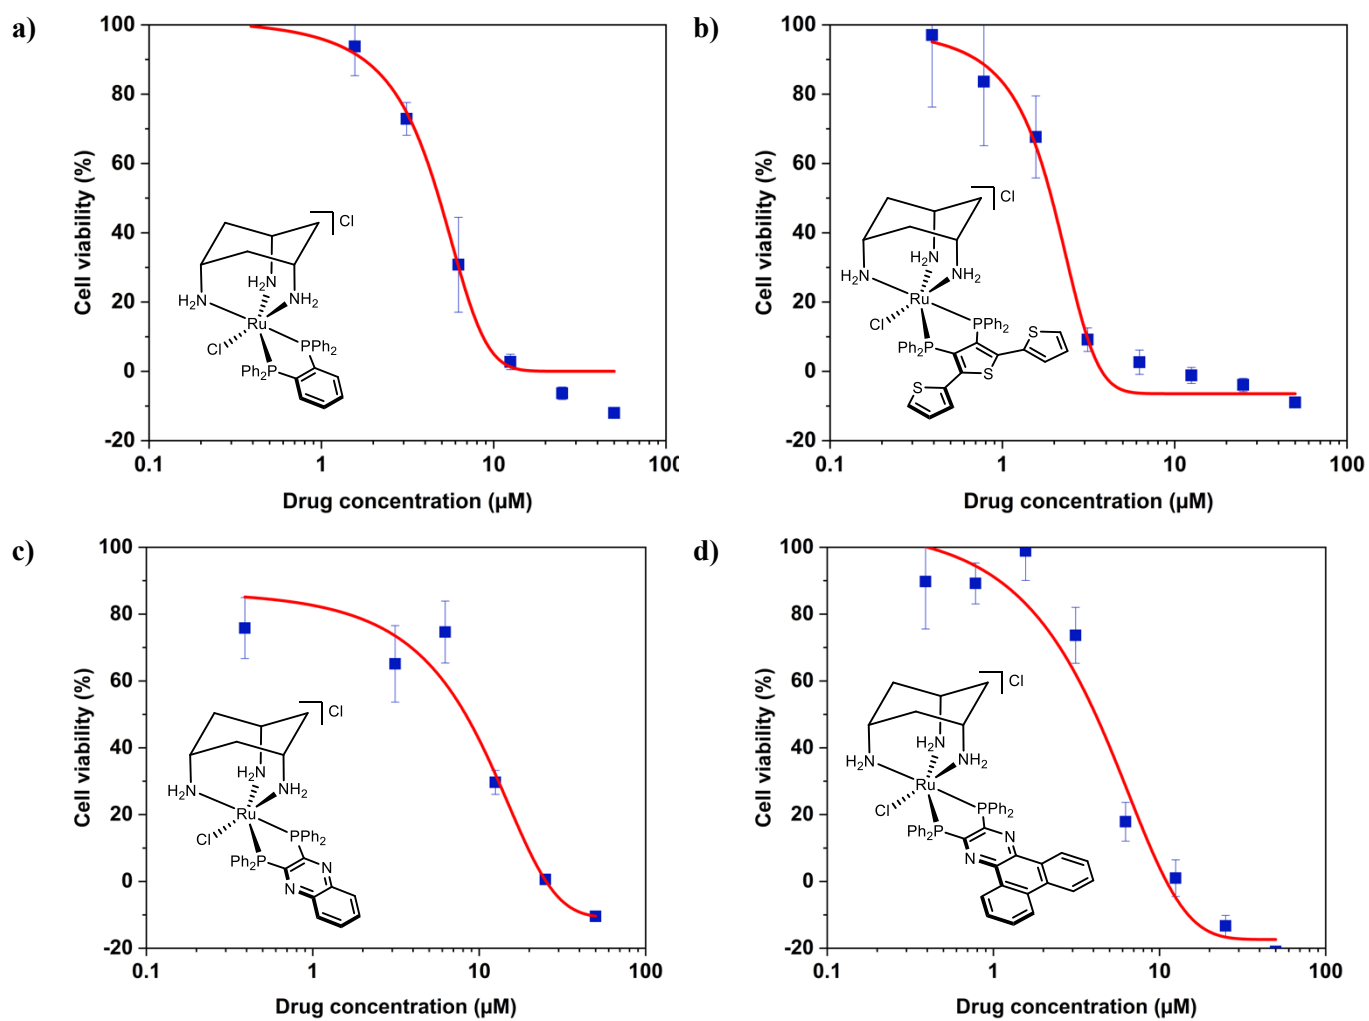 a)
100
80
60
40
20
0
-20
Cell viability (%)
0.1
1
10
100
Drug concentration (µM)
Cl
H2N
H2N
NH2
Ru
Cl
PPh2
Ph2P
b)
100
80
60
40
20
0
-20
Cell viability (%)
0.1
1
10
100
Drug concentration (µM)
Cl
H2N
H2N
NH2
Ru
Cl
PPh2
Ph2P
S
S
S
c)
100
80
60
40
20
0
-20
Cell viability (%)
0.1
1
10
100
Drug concentration (µM)
Cl
H2N
H2N
NH2
Ru
Cl
PPh2
Ph2P
N
N
d)
100
80
60
40
20
0
-20
Cell viability (%)
0.1
1
10
100
Drug concentration (µM)
Cl
H2N
H2N
NH2
Ru
Cl
PPh2
Ph2P
N
N